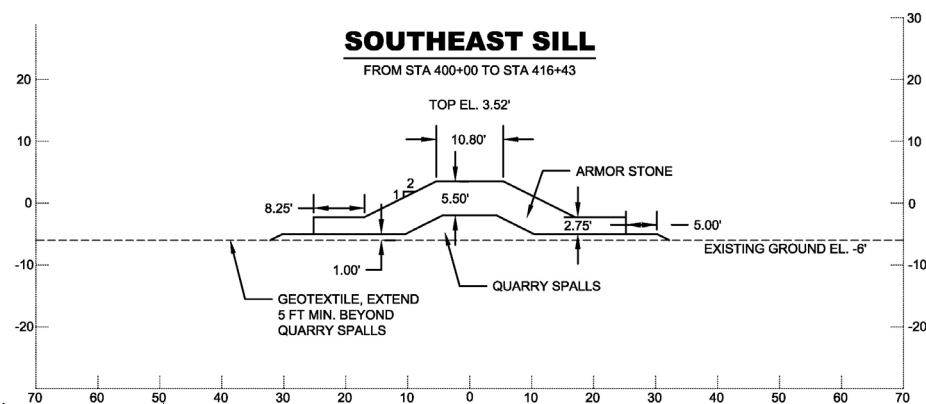 SOUTHEAST SILL
FROM STA 400+00 TO STA 416+43
TOP EL. 3.52'
10.80'
2
1
ARMOR STONE
8.25'
5.50'
2.75'
5.00'
EXISTING GROUND EL. -6'
1.00'
QUARRY SPALLS
GEOTEXTILE, EXTEND
5 FT MIN. BEYOND
QUARRY SPALLS
20
10
0
-10
-20
30
20
10
0
-10
-20
70 60 50 40 30 20 10 0 10 20 30 40 50 60 70